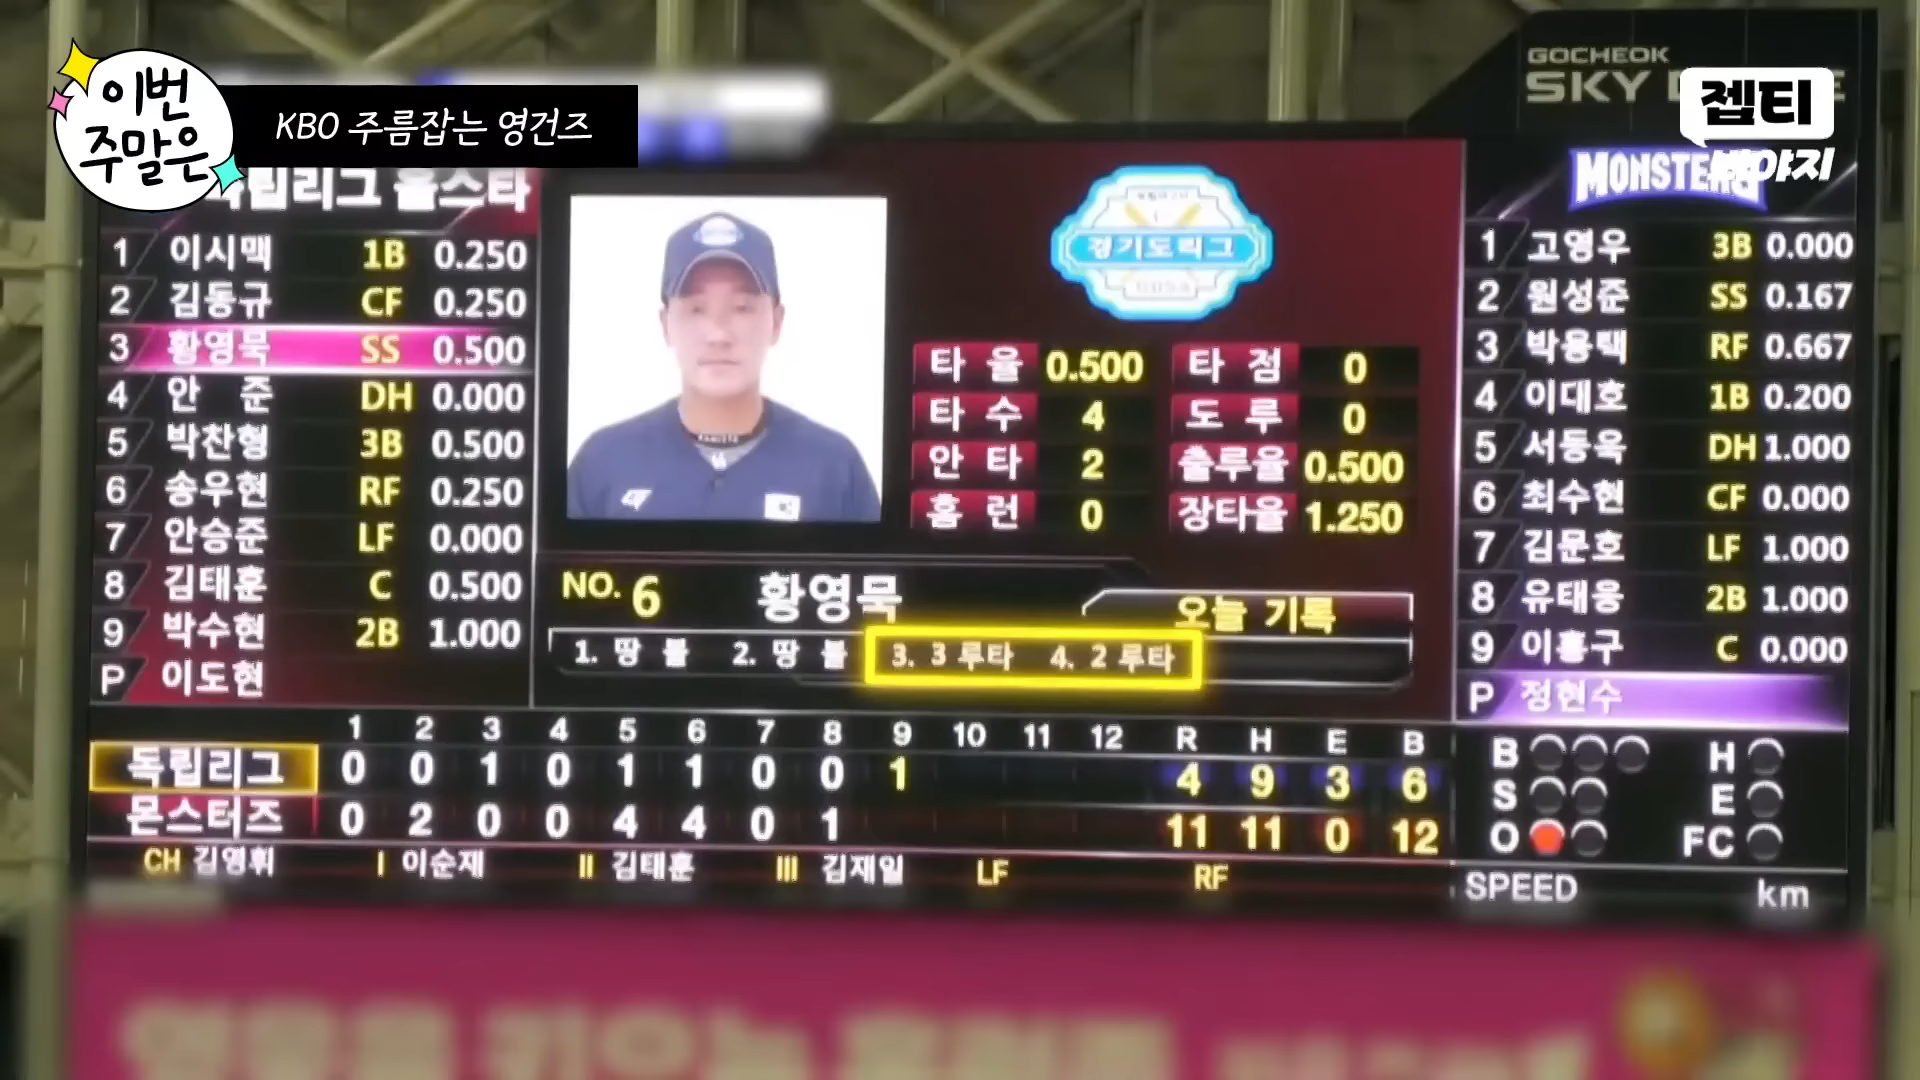 이번
주말은
KBO 주름잡는 영건즈
GOCHEOK
SKY
젭티
MONSTERS
독립리그 올스타
1 이시맥 1B 0.250
2 김동규 CF 0.250
3 황영묵 SS 0.500
4 안 준 DH 0.000
5 박찬형 3B 0.500
6 송우현 RF 0.250
7 안승준 LF 0.000
8 김태훈 C 0.500
9 박수현 2B 1.000
P 이도현
경기도리그
타율 0.500 타점 0
타수 4 도루 0
안타 2 출루율 0.500
홈런 0 장타율 1.250
NO. 6 황영묵
오늘 기록
1. 땅 볼 2. 땅 볼 3. 3 루타 4. 2 루타
1 고영우 3B 0.000
2 원성준 SS 0.167
3 박용택 RF 0.667
4 이대호 1B 0.200
5 서동욱 DH 1.000
6 최수현 CF 0.000
7 김문호 LF 1.000
8 유태웅 2B 1.000
9 이홍구 C 0.000
P 정현수
1 2 3 4 5 6 7 8 9 10 11 12 R H E B
독립리그 0 0 1 0 1 1 0 0 1 4 9 3 6
몬스터즈 0 2 0 0 4 4 0 1 11 11 0 12
CH 김영휘 I 이순재 II 김태훈 III 김재일 LF RF
B H
S E
O FC
SPEED km